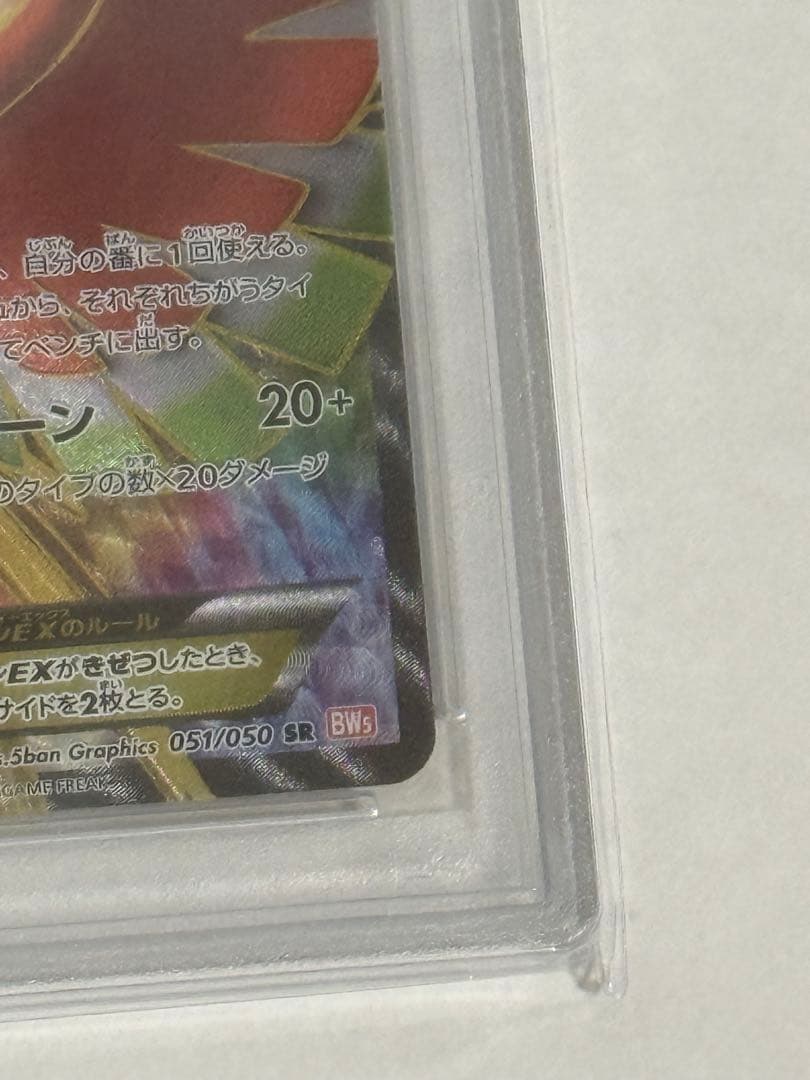 、自分の番に1回使える。
から、それぞれちがうタイ
てベンチに出す。
ーン 20+
のタイプの数×20ダメージ
EXのルール
EXがきぜつしたとき、
サイドを2枚とる。
.5ban Graphics 051/050 SR BW5
GAME FREAK